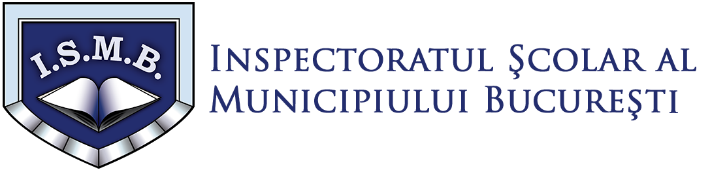 I.S.M.B.
Inspectoratul Şcolar al
Municipiului Bucureşti